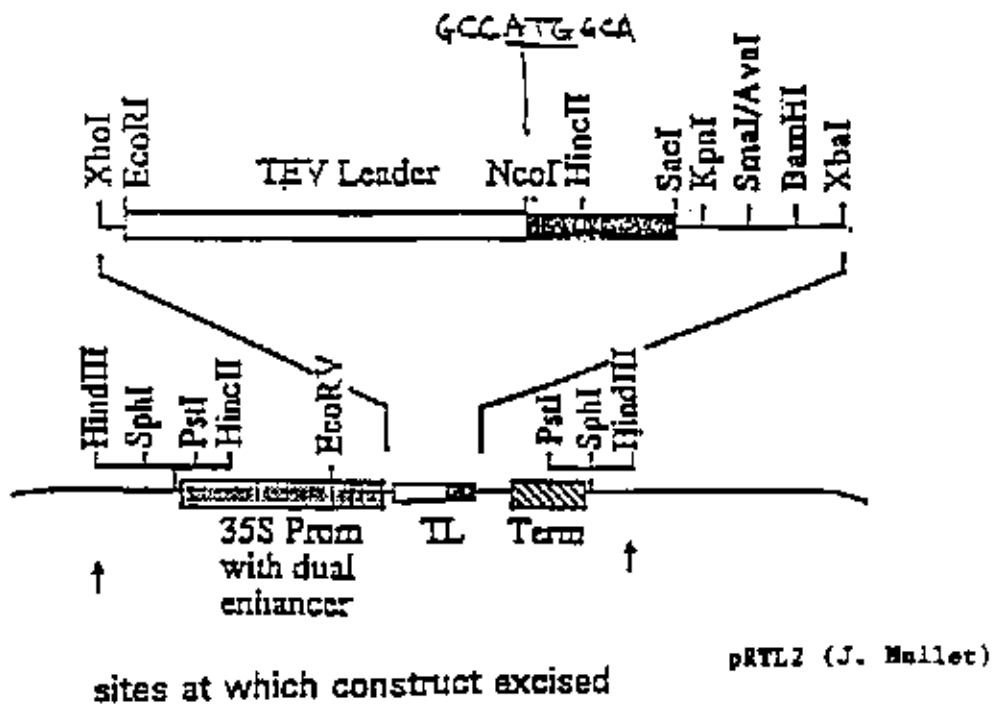 GCCATGGCA
XhoI
EcoRI
TEV Leader
NcoI
HincII
SacI
KpnI
SmaI/AvaI
BamHI
XbaI
HindIII
SphI
PstI
HincII
EcoRV
PstI
SphI
HindIII
35S Prom
with dual
enhancer
TL
Term
sites at which construct excised
pRTL2 (J. Mullet)